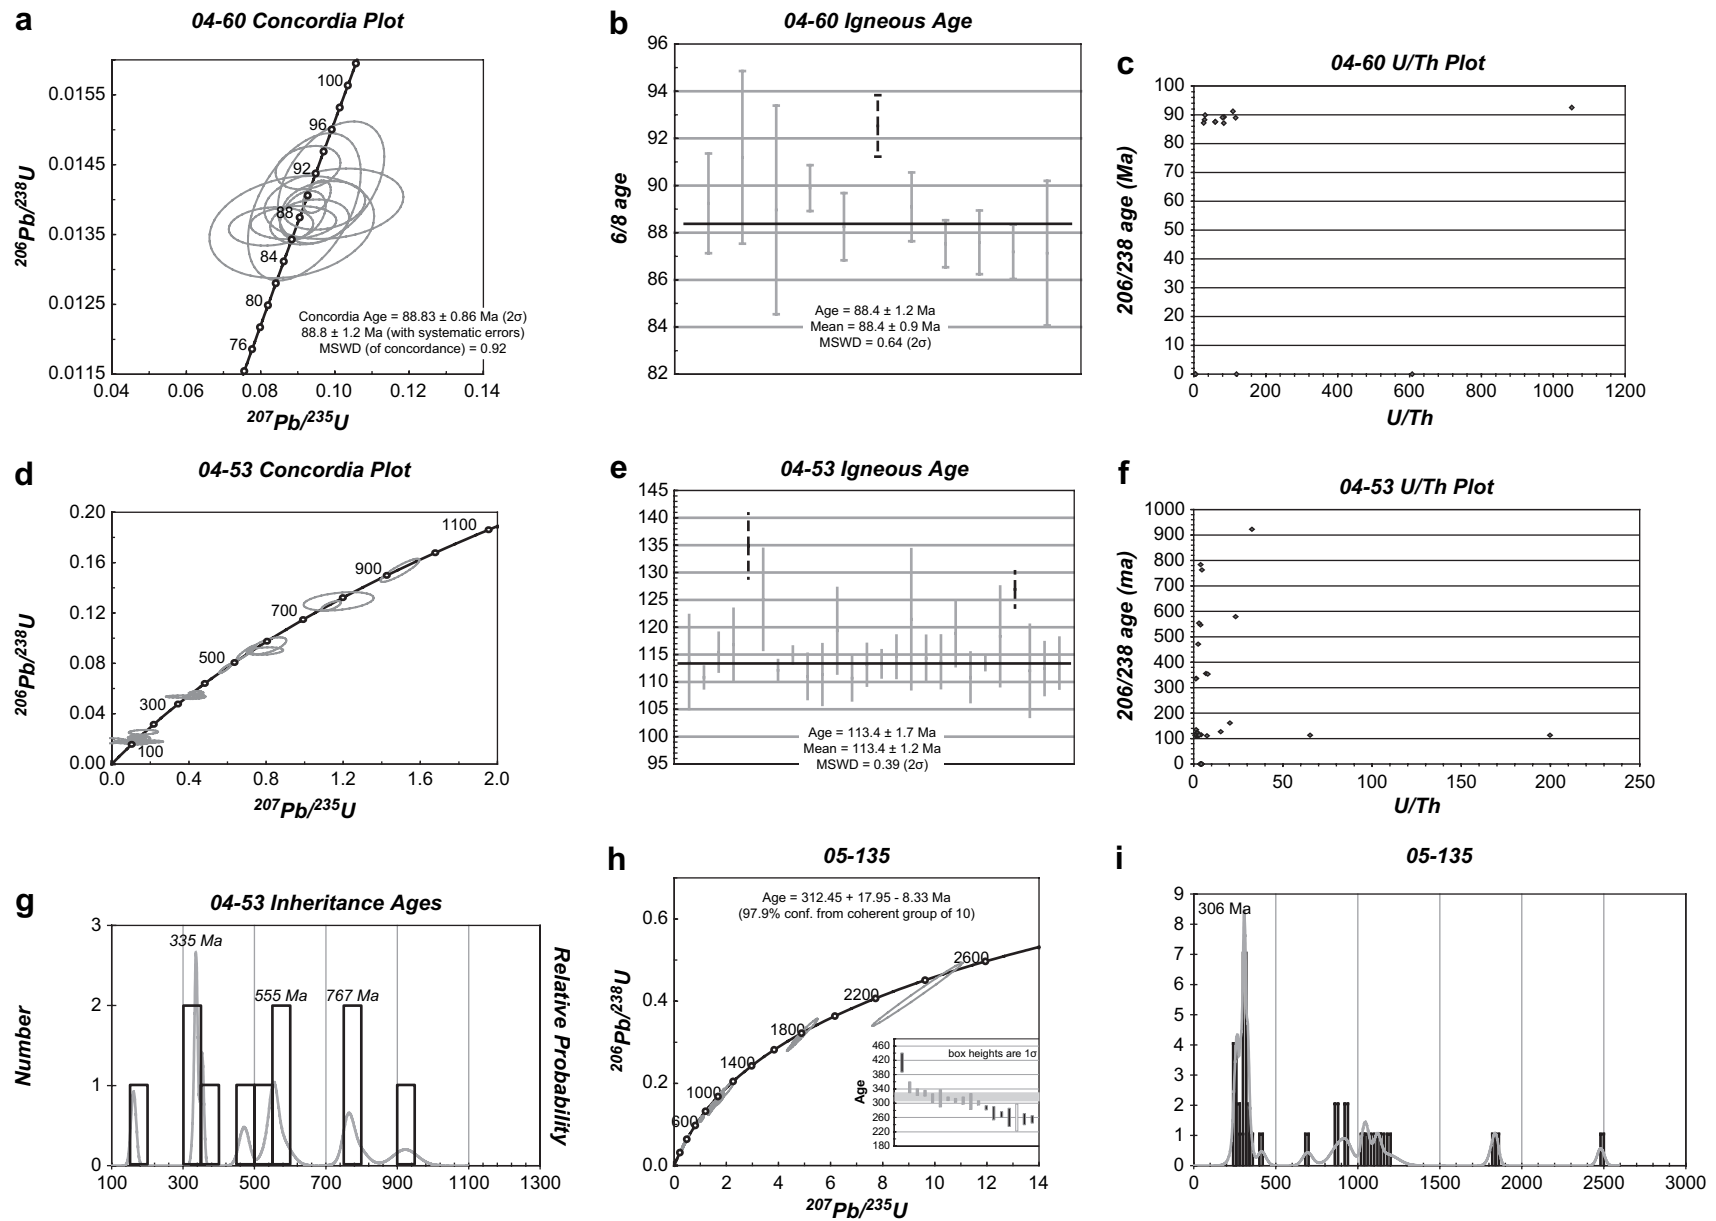 a
04-60 Concordia Plot
0.0155
0.0145
0.0135
0.0125
0.0115
206Pb/238U
100
96
92
88
84
80
76
Concordia Age = 88.83 ± 0.86 Ma (2σ)
88.8 ± 1.2 Ma (with systematic errors)
MSWD (of concordance) = 0.92
0.04 0.06 0.08 0.10 0.12 0.14
207Pb/235U
b
04-60 Igneous Age
96
94
92
90
88
86
84
82
6/8 age
Age = 88.4 ± 1.2 Ma
Mean = 88.4 ± 0.9 Ma
MSWD = 0.64 (2σ)
c
04-60 U/Th Plot
100
90
80
70
60
50
40
30
20
10
0
206/238 age (Ma)
0 200 400 600 800 1000 1200
U/Th
d
04-53 Concordia Plot
0.20
0.16
0.12
0.08
0.04
0.00
206Pb/238U
1100
900
700
500
300
100
0.0 0.4 0.8 1.2 1.6 2.0
207Pb/235U
e
04-53 Igneous Age
145
140
135
130
125
120
115
110
105
100
95
Age = 113.4 ± 1.7 Ma
Mean = 113.4 ± 1.2 Ma
MSWD = 0.39 (2σ)
f
04-53 U/Th Plot
1000
900
800
700
600
500
400
300
200
100
0
206/238 age (ma)
0 50 100 150 200 250
U/Th
g
04-53 Inheritance Ages
3
2
1
0
Number
335 Ma
555 Ma
767 Ma
Relative Probability
100 300 500 700 900 1100 1300
h
05-135
Age = 312.45 + 17.95 - 8.33 Ma
(97.9% conf. from coherent group of 10)
0.6
0.4
0.2
0.0
206Pb/238U
2600
2200
1800
1400
1000
600
box heights are 1σ
460
420
380
340
300
260
220
180
Age
0 2 4 6 8 10 12 14
207Pb/235U
i
05-135
9
8
7
6
5
4
3
2
1
0
306 Ma
0 500 1000 1500 2000 2500 3000